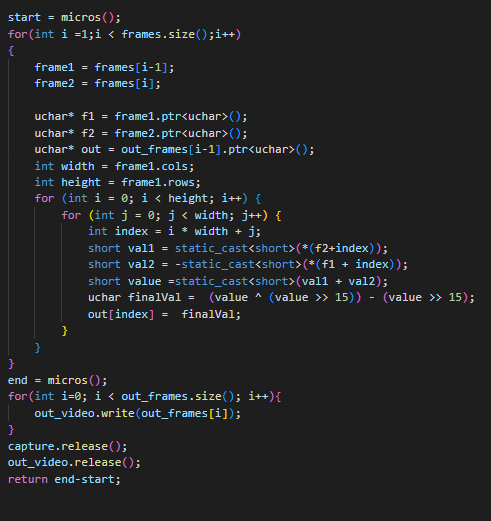 start = micros();
for(int i =1;i < frames.size();i++)
{
    frame1 = frames[i-1];
    frame2 = frames[i];

    uchar* f1 = frame1.ptr<uchar>();
    uchar* f2 = frame2.ptr<uchar>();
    uchar* out = out_frames[i-1].ptr<uchar>();
    int width = frame1.cols;
    int height = frame1.rows;
    for (int i = 0; i < height; i++) {
        for (int j = 0; j < width; j++) {
            int index = i * width + j;
            short val1 = static_cast<short>(*(f2+index));
            short val2 = -static_cast<short>(*(f1 + index));
            short value =static_cast<short>(val1 + val2);
            uchar finalVal =  (value ^ (value >> 15)) - (value >> 15);
            out[index] =  finalVal;
        }
    }
}
end = micros();
for(int i=0; i < out_frames.size(); i++){
    out_video.write(out_frames[i]);
}
capture.release();
out_video.release();
return end-start;